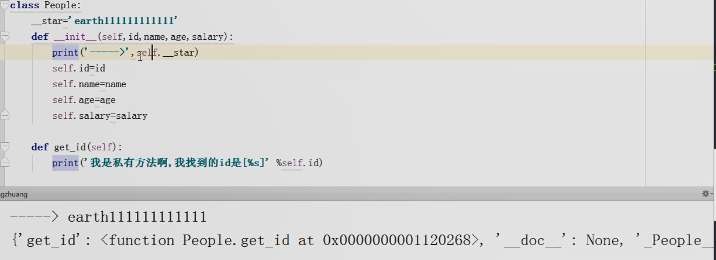 class People:
    __star='earth111111111111'
    def __init__(self,id,name,age,salary):
        print('----->',self.__star)
        self.id=id
        self.name=name
        self.age=age
        self.salary=salary
    def get_id(self):
        print('我是私有方法啊,我找到的id是[%s]' %self.id)
gzhuang
-----> earth111111111111
{'get_id': <function People.get_id at 0x0000000001120268>, '__doc__': None, '_People__